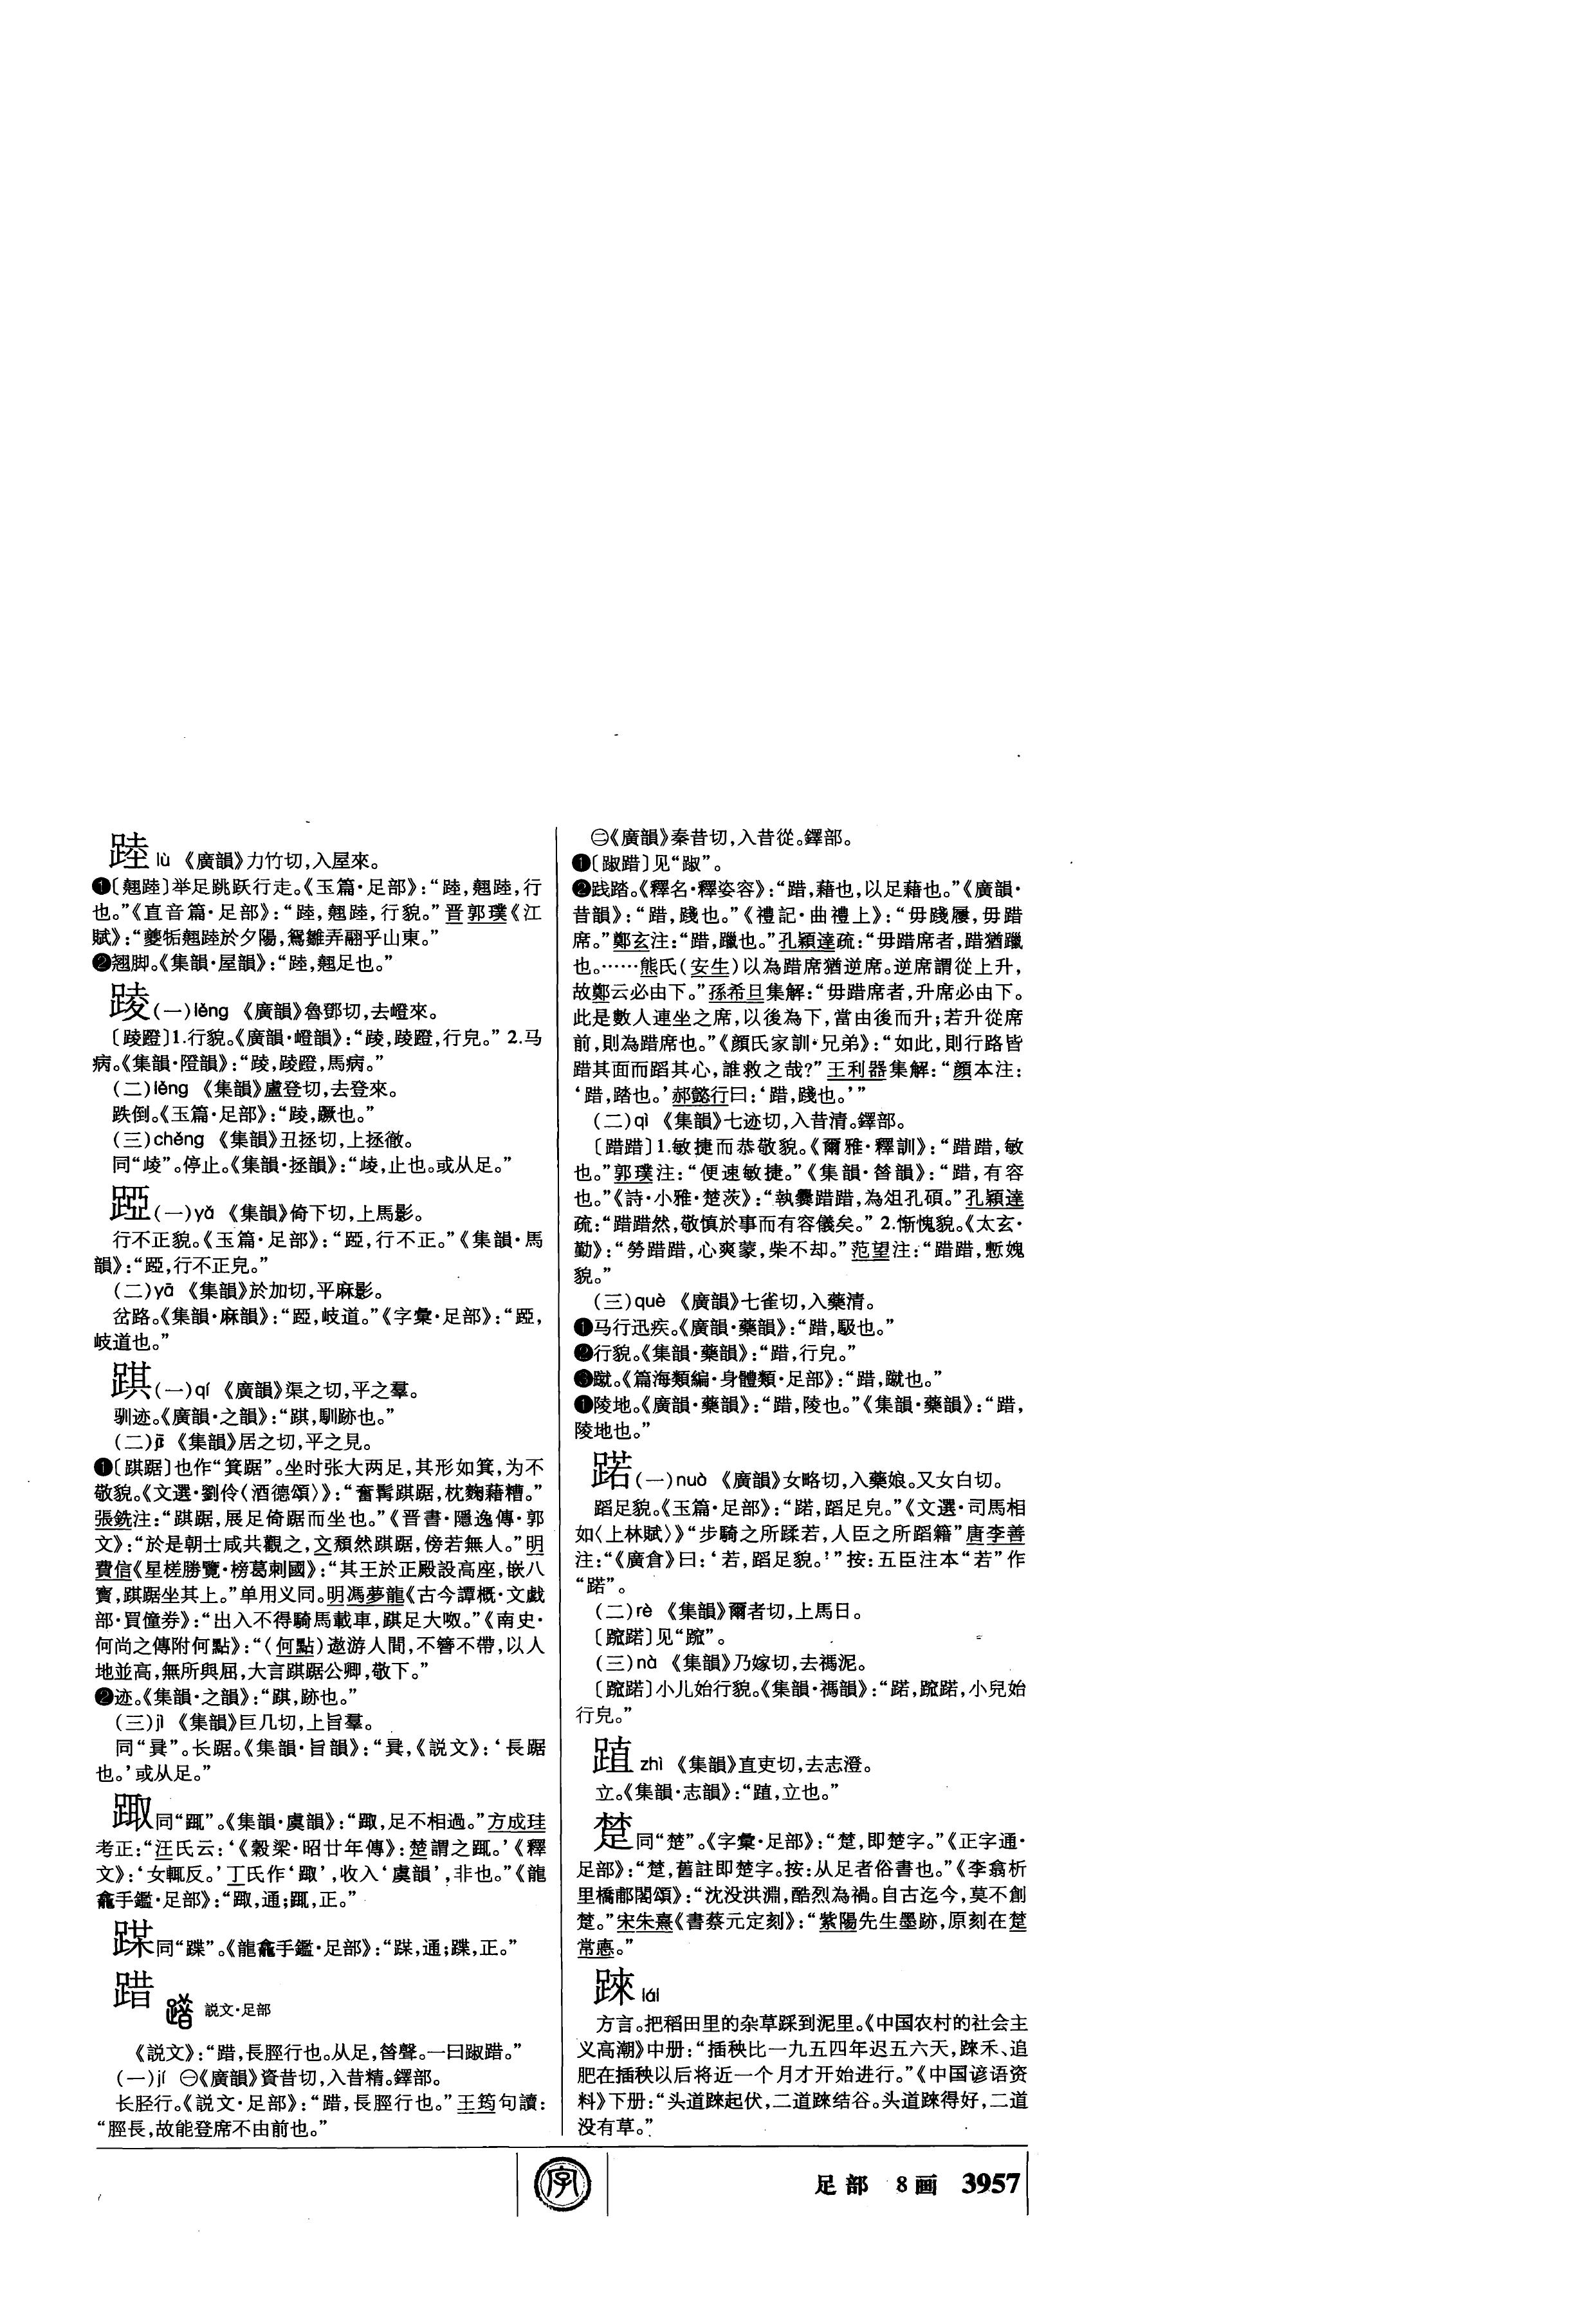 踛 lù 《廣韻》力竹切,入屋來。
❶〔翹踛〕举足跳跃行走。《玉篇·足部》:“踛,翹踛,行
也。”《直音篇·足部》:“踛,翹踛,行貌。”晋郭璞《江
賦》:“夔㸸翹踛於夕陽,鴛雛弄翮乎山東。”
❷翘脚。《集韻·屋韻》:“踛,翹足也。”
踜(一)lèng 《廣韻》魯鄧切,去嶝來。
〔踜蹬〕1.行貌。《廣韻·嶝韻》:“踜,踜蹬,行皃。” 2.马
病。《集韻·隥韻》:“踜,踜蹬,馬病。”
(二)lèng 《集韻》盧登切,去登來。
跌倒。《玉篇·足部》:“踜,蹶也。”
(三)chěng 《集韻》丑拯切,上拯徹。
同“㱥”。停止。《集韻·拯韻》:“㱥,止也。或从足。”
踁(一)yǎ 《集韻》倚下切,上馬影。
行不正貌。《玉篇·足部》:“䠍,行不正。”《集韻·馬
韻》:“䠍,行不正皃。”
(二)yā 《集韻》於加切,平麻影。
岔路。《集韻·麻韻》:“䠍,岐道。”《字彙·足部》:“䠍,
岐道也。”
踑(一)qí 《廣韻》渠之切,平之羣。
驯迹。《廣韻·之韻》:“踑,馴跡也。”
(二)jī 《集韻》居之切,平之見。
❶〔踑踞〕也作“箕踞”。坐时张大两足,其形如箕,为不
敬貌。《文選·劉伶〈酒德頌〉》:“奮髯踑踞,枕麴藉糟。”
張銑注:“踑踞,展足倚踞而坐也。”《晋書·隱逸傳·郭
文》:“於是朝士咸共觀之,文頹然踑踞,傍若無人。”明
費信《星槎勝覽·榜葛剌國》:“其王於正殿設高座,嵌八
寶,踑踞坐其上。”单用义同。明馮夢龍《古今譚概·文戲
部·買僮券》:“出入不得騎馬載車,踑足大呶。”《南史·
何尚之傳附何點》:“(何點)遨游人間,不簪不帶,以人
地並高,無所與屈,大言踑踞公卿,敬下。”
❷迹。《集韻·之韻》:“踑,跡也。”
(三)jì 《集韻》巨几切,上旨羣。
同“㠱”。长踞。《集韻·旨韻》:“㠱,《説文》:‘長踞
也。’或从足。”
踙同“踂”。《集韻·虞韻》:“踙,足不相過。”方成珪
考正:“汪氏云:‘《穀梁·昭廿年傳》:楚謂之踂。’《釋
文》:‘女輒反。’丁氏作‘踙’,收入‘虞韻’,非也。”《龍
龕手鑑·足部》:“踙,通;踂,正。”
同“蹀”。《龍龕手鑑·足部》:“通;蹀,正。”
踖 説文·足部
《説文》:“踖,長脛行也。从足,昔聲。一曰踧踖。”
(一)jí ㊀《廣韻》資昔切,入昔精。鐸部。
长胫行。《説文·足部》:“踖,長脛行也。”王筠句讀:
“脛長,故能登席不由前也。”
㊁《廣韻》秦昔切,入昔從。鐸部。
❶〔踧踖〕见“踧”。
❷践踏。《釋名·釋姿容》:“踖,藉也,以足藉也。”《廣韻·
昔韻》:“踖,踐也。”《禮記·曲禮上》:“毋踐屨,毋踖
席。”鄭玄注:“踖,躐也。”孔穎達疏:“毋踖席者,踖猶躐
也。……熊氏(安生)以為踖席猶逆席。逆席謂從上升,
故鄭云必由下。”孫希旦集解:“毋踖席者,升席必由下。
此是數人連坐之席,以後為下,當由後而升;若升從席
前,則為踖席也。”《顔氏家訓·兄弟》:“如此,則行路皆
踖其面而蹈其心,誰救之哉?”王利器集解:“顔本注:
‘踖,踏也。’郝懿行曰:‘踖,踐也。’”
(二)qì 《集韻》七迹切,入昔清。鐸部。
〔踖踖〕1.敏捷而恭敬貌。《爾雅·釋訓》:“踖踖,敏
也。”郭璞注:“便速敏捷。”《集韻·㫺韻》:“踖,有容
也。”《詩·小雅·楚茨》:“執爨踖踖,為俎孔碩。”孔穎達
疏:“踖踖然,敬慎於事而有容儀矣。” 2.惭愧貌。《太玄·
勤》:“勞踖踖,心爽蒙,柴不却。”范望注:“踖踖,慙媿
貌。”
(三)què 《廣韻》七雀切,入藥清。
❶马行迅疾。《廣韻·藥韻》:“踖,馺也。”
❷行貌。《集韻·藥韻》:“踖,行皃。”
❸蹴。《篇海類編·身體類·足部》:“踖,蹴也。”
❶陵地。《廣韻·藥韻》:“踖,陵也。”《集韻·藥韻》:“踖,
陵地也。”
蹃(一)nuò 《廣韻》女略切,入藥娘。又女白切。
蹈足貌。《玉篇·足部》:“蹃,蹈足皃。”《文選·司馬相
如〈上林賦〉》“步騎之所蹂若,人臣之所蹈籍”唐李善
注:“《廣倉》曰:‘若,蹈足貌。’”按:五臣注本“若”作
“蹃”。
(二)rè 《集韻》爾者切,上馬日。
〔䠡蹃〕见“䠡”。
(三)nà 《集韻》乃嫁切,去禡泥。
〔䠡蹃〕小儿始行貌。《集韻·禡韻》:“蹃,䠡蹃,小兒始
行皃。”
䟈 zhì 《集韻》直吏切,去志澄。
立。《集韻·志韻》:“立也。”
同“楚”。《字彙·足部》:“即楚字。”《正字通·
足部》:“舊註即楚字。按:从足者俗書也。”《李翕析
里橋郙閣頌》:“沈没洪淵,酷烈為禍。自古迄今,莫不創
楚。”宋朱熹《書蔡元定刻》:“紫陽先生墨跡,原刻在楚
常悳。”
䠭 lái
方言。把稻田里的杂草踩到泥里。《中国农村的社会主
义高潮》中册:“插秧比一九五四年迟五六天,䠭禾、追
肥在插秧以后将近一个月才开始进行。”《中国谚语资
料》下册:“头道䠭起伏,二道䠭结谷。头道䠭得好,二道
没有草。”
字
足部 8画 3957